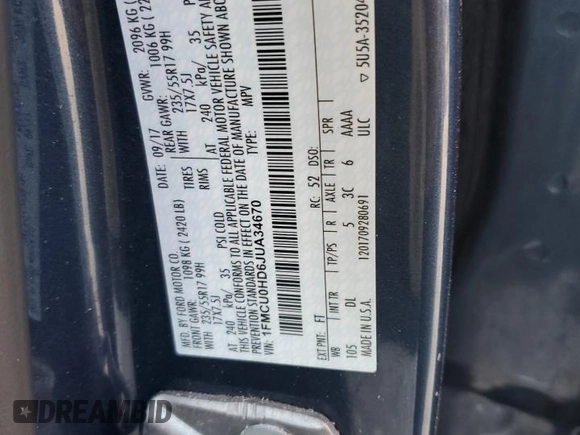 MFD. BY FORD MOTOR CO.
DATE: 09/17 GVWR: 2096 KG (
FRONT GAWR: 1098 KG ( 2420 LB) REAR GAWR: 1006 KG ( 22
WITH 235/55R17 99H TIRES WITH 235/55R17 99H
17X7.5J RIMS 17X7.5J
AT 240 kPa/ 35 PSI COLD AT 240 kPa/ 35 P
THIS VEHICLE CONFORMS TO ALL APPLICABLE FEDERAL MOTOR VEHICLE SAFETY A
PREVENTION STANDARDS IN EFFECT ON THE DATE OF MANUFACTURE SHOWN ABOV
VIN: 1FMCU0HD6JUA34670 TYPE: MPV
EXT PNT: FT RC: 52 DSO:
WB INT TR TP/PS R AXLE TR SPR
105 DL 5 3C 6 AAAA
ULC
MADE IN U.S.A. 1201709280691
▽ 5U5A-3520
DREAMBID